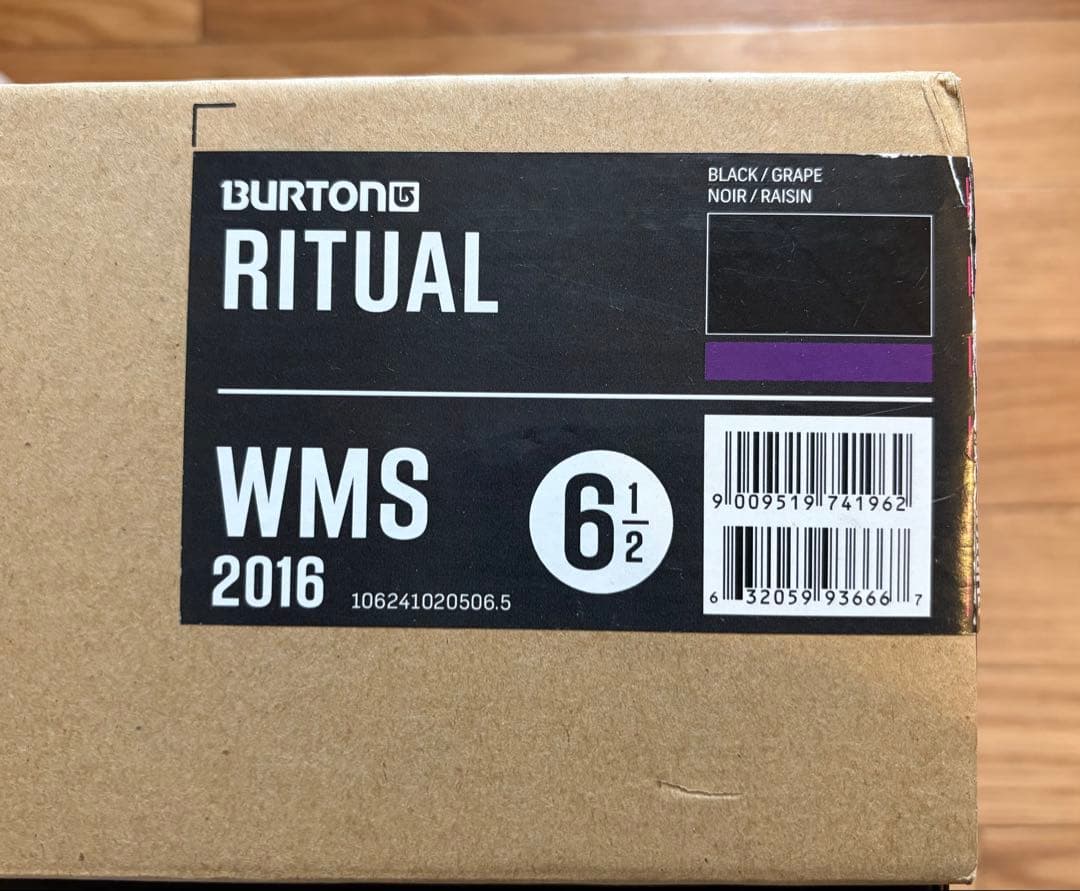 BURTON
RITUAL
BLACK / GRAPE
NOIR / RAISIN
WMS
2016
106241020506.5
6 1/2
9 009519 741962
6 32059 93666 7